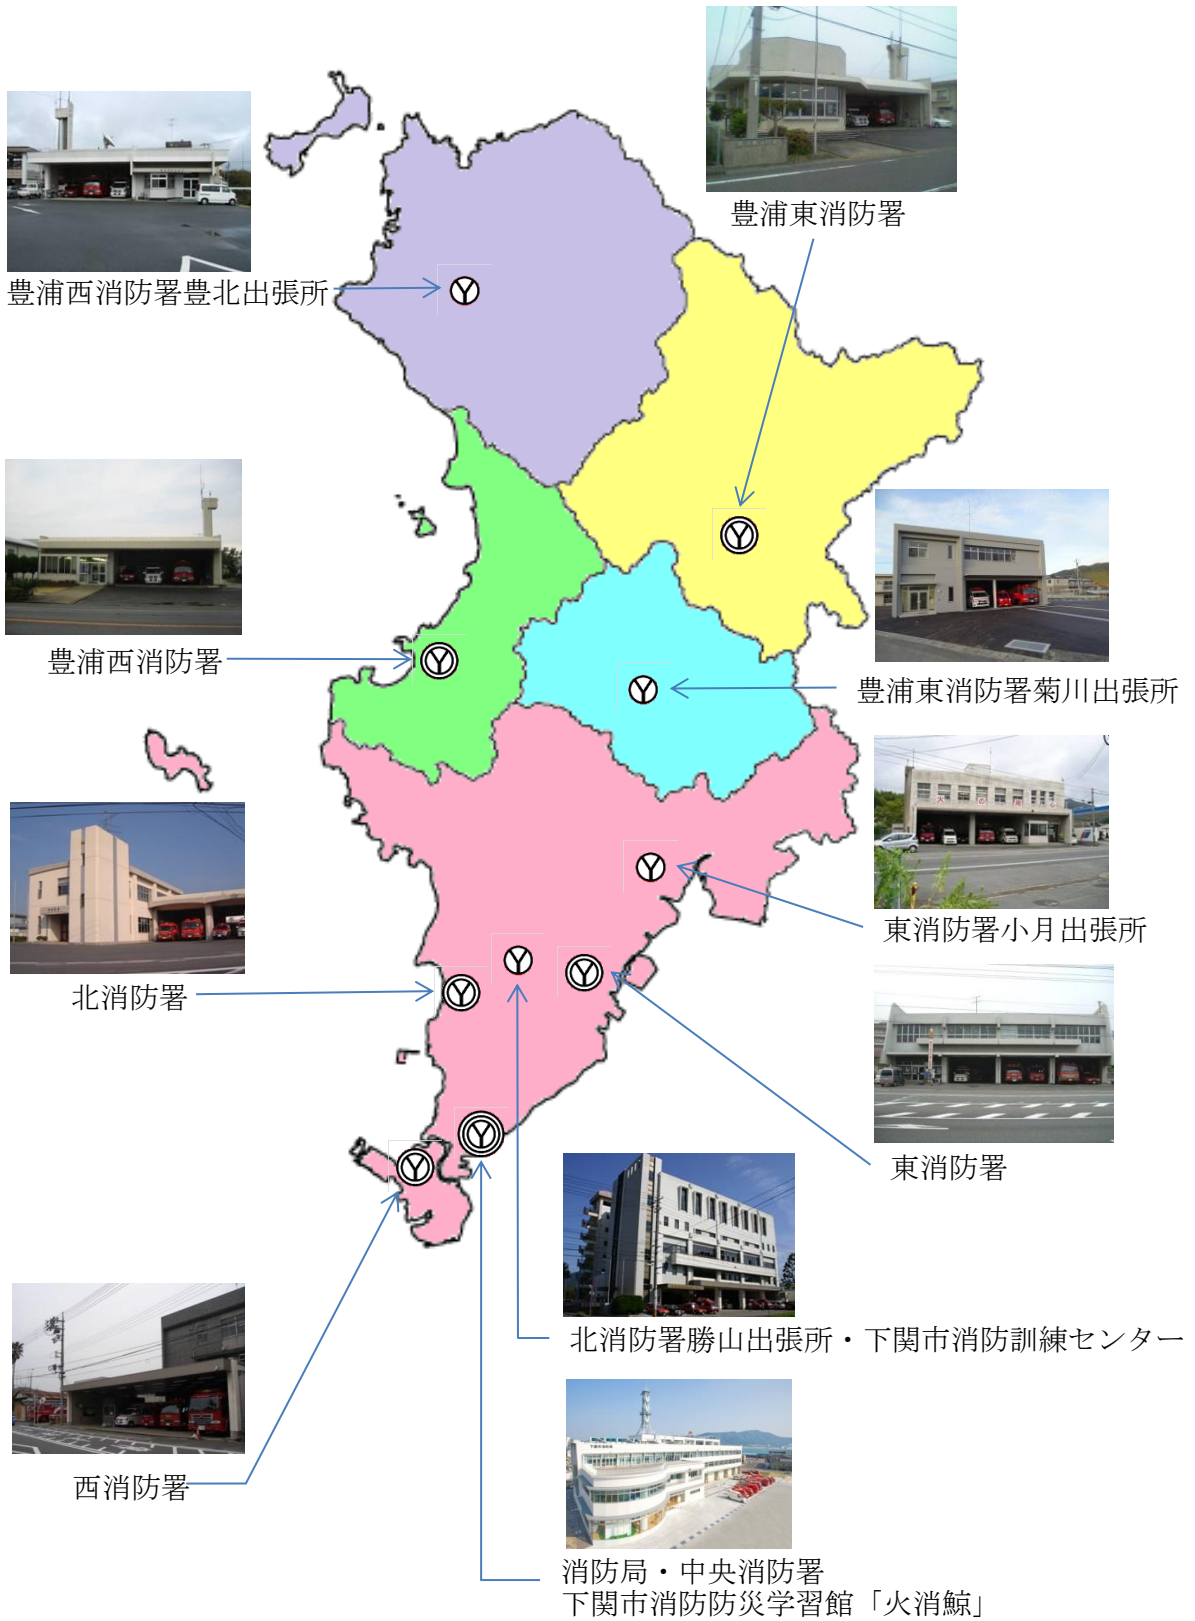 豊浦東消防署
豊浦西消防署豊北出張所
豊浦西消防署
豊浦東消防署菊川出張所
東消防署小月出張所
北消防署
東消防署
北消防署勝山出張所・下関市消防訓練センター
西消防署
消防局・中央消防署
下関市消防防災学習館「火消鯨」